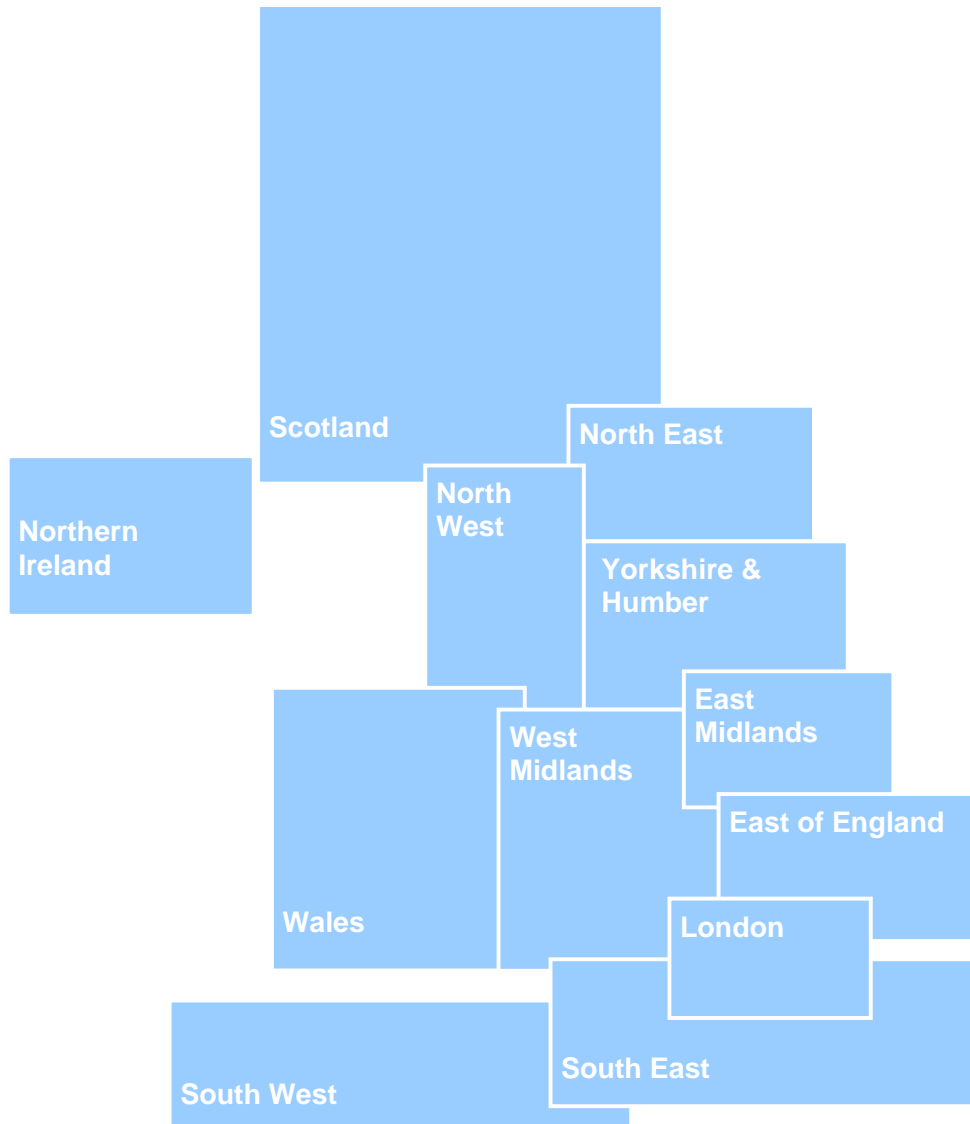 Scotland
North East
North
West
Northern
Ireland
Yorkshire &
Humber
East
Midlands
West
Midlands
East of England
Wales
London
South East
South West